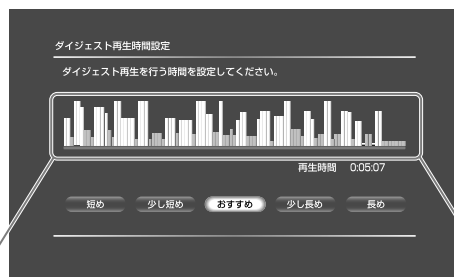 ダイジェスト再生時間設定
ダイジェスト再生を行う時間を設定してください。
再生時間 0:05:07
短め 少し短め おすすめ 少し長め 長め